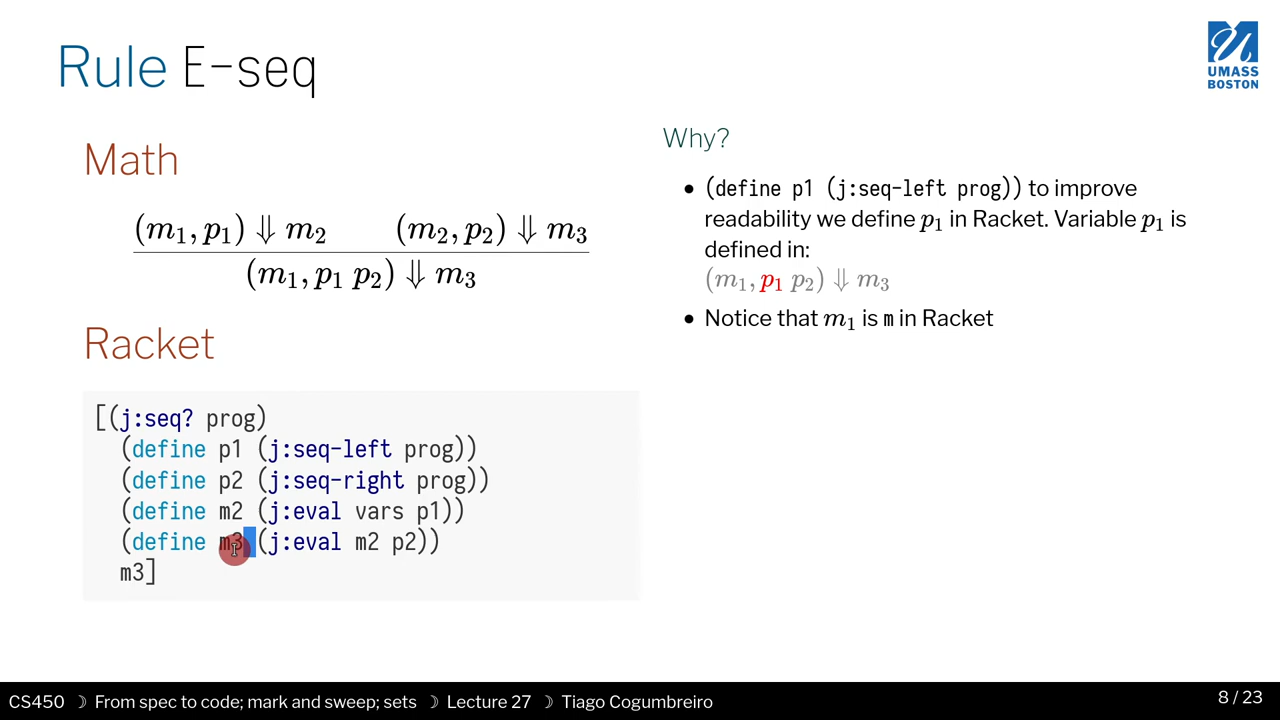 Rule E-seq
UMASS
BOSTON
Math
(m₁, p₁) ⇓ m₂ (m₂, p₂) ⇓ m₃
(m₁, p₁ p₂) ⇓ m₃
Racket
[(j:seq? prog)
(define p1 (j:seq-left prog))
(define p2 (j:seq-right prog))
(define m2 (j:eval vars p1))
(define m3 (j:eval m2 p2))
m3]
Why?
• (define p1 (j:seq-left prog)) to improve
readability we define p₁ in Racket. Variable p₁ is
defined in:
(m₁, p₁ p₂) ⇓ m₃
• Notice that m₁ is m in Racket
CS450 ☽ From spec to code; mark and sweep; sets ☽ Lecture 27 ☽ Tiago Cogumbreiro
8 / 23